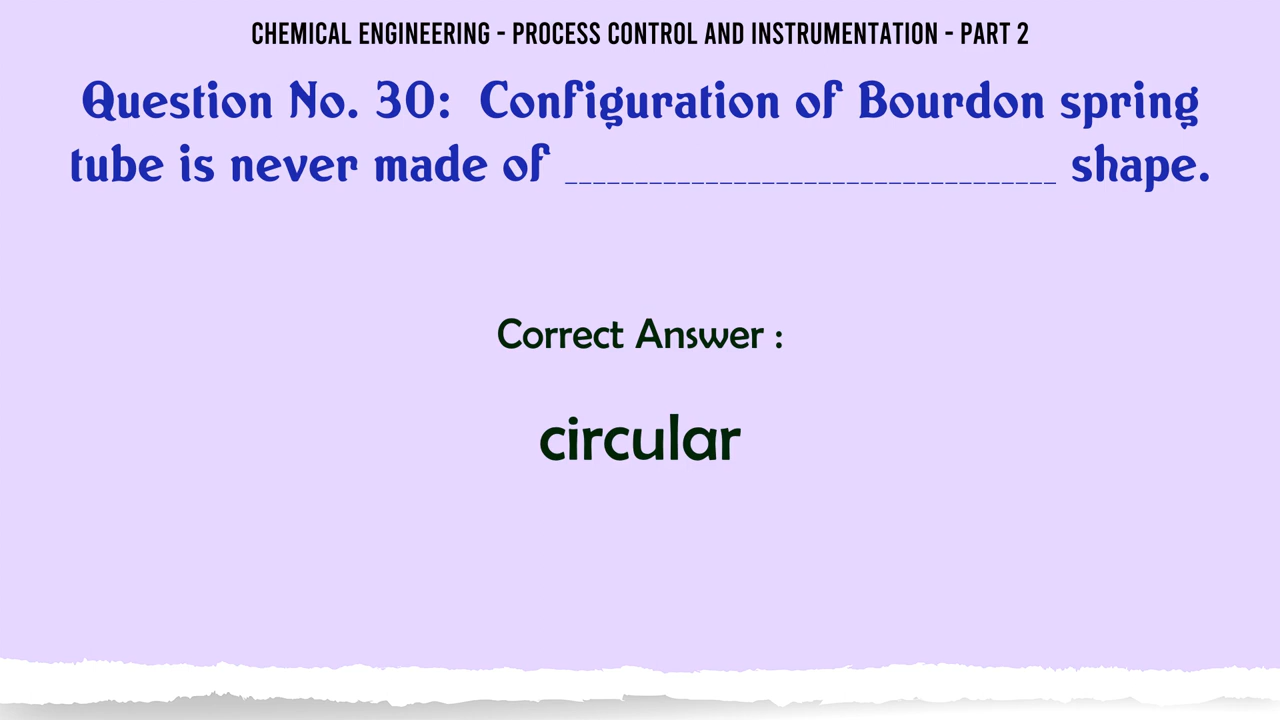 CHEMICAL ENGINEERING - PROCESS CONTROL AND INSTRUMENTATION - PART 2
Question No. 30: Configuration of Bourdon spring
tube is never made of ___________________________________ shape.
Correct Answer :
circular